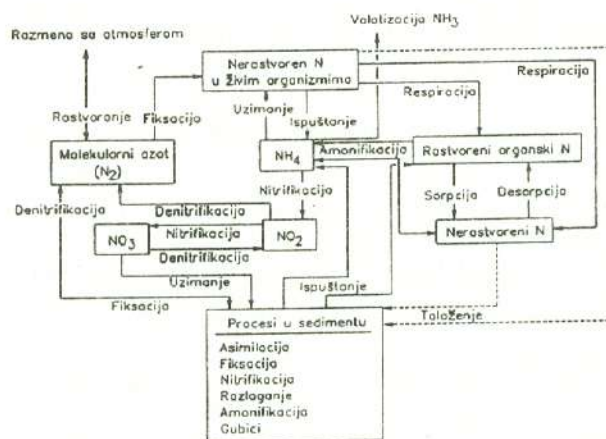 Razmena sa atmosferom
Volatizacija NH3
Nerastvoren N
u živim organizmima
Respiracija
Rastvaranje
Fiksacija
Uzimanje
Ispuštanje
Respiracija
Molekularni azot
(N2)
NH4
Amonifikacija
Rastvoreni organski N
Denitrifikacija
Nitrifikacija
Sorpcija
Desorpcija
Denitrifikacija
NO3
Nitrifikacija
NO2
Nerastvoreni N
Denitrifikacija
Uzimanje
Ispuštanje
Fiksacija
Taloženje
Procesi u sedimentu
Asimilacija
Fiksacija
Nitrifikacija
Razlaganje
Amonifikacija
Gubici